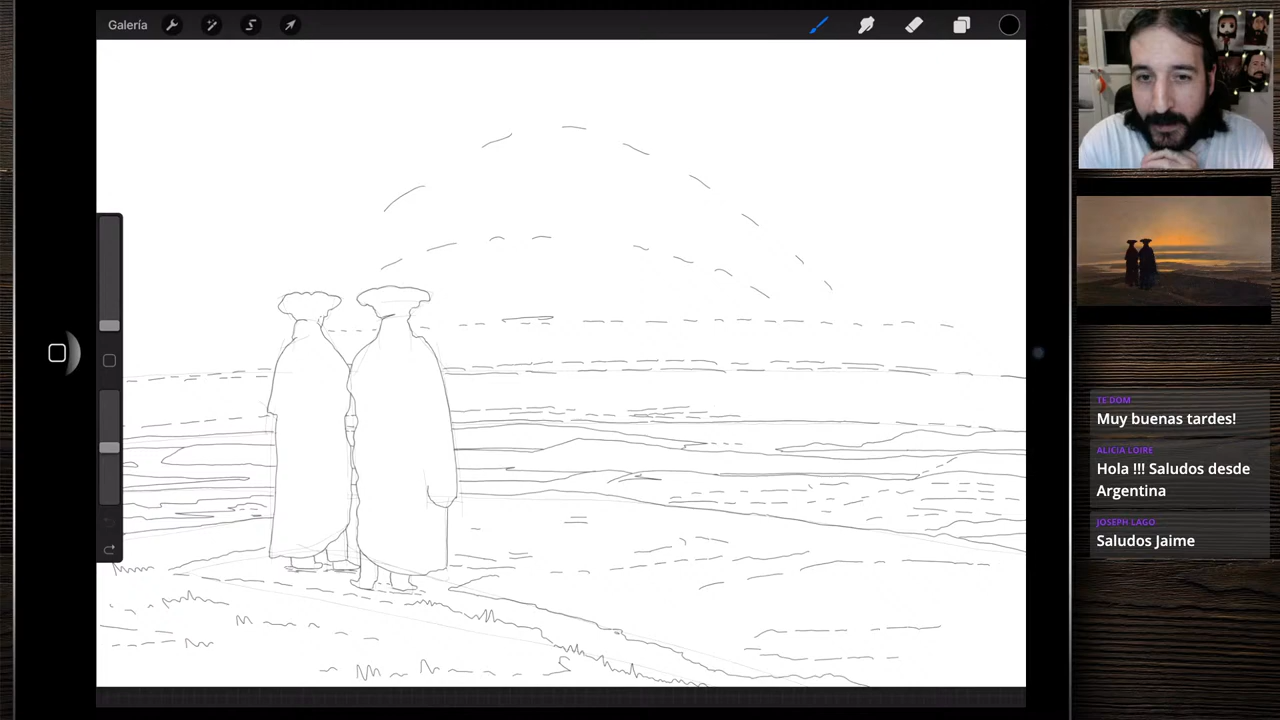 Galería
TE DOM
Muy buenas tardes!
ALICIA LOIRE
Hola !!! Saludos desde
Argentina
JOSEPH LAGO
Saludos Jaime